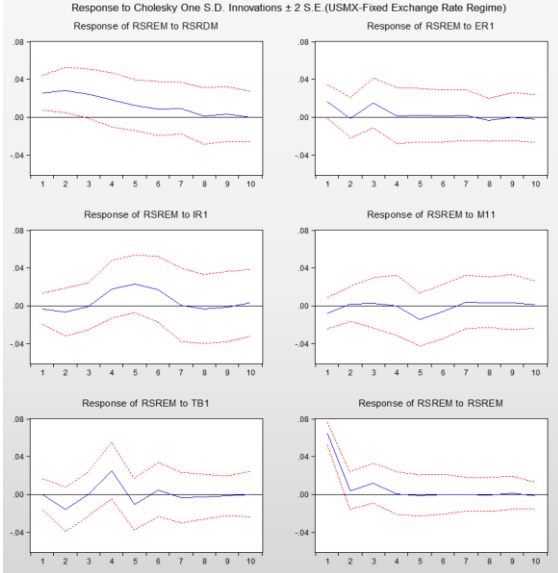 Response to Cholesky One S.D. Innovations ± 2 S.E.(USMX-Fixed Exchange Rate Regime)
Response of RSREM to RSRDM
.08
.04
.00
-.04
1 2 3 4 5 6 7 8 9 10
Response of RSREM to ER1
.08
.04
.00
-.04
1 2 3 4 5 6 7 8 9 10
Response of RSREM to IR1
.08
.04
.00
-.04
1 2 3 4 5 6 7 8 9 10
Response of RSREM to M11
.08
.04
.00
-.04
1 2 3 4 5 6 7 8 9 10
Response of RSREM to TB1
.08
.04
.00
-.04
1 2 3 4 5 6 7 8 9 10
Response of RSREM to RSREM
.08
.04
.00
-.04
1 2 3 4 5 6 7 8 9 10